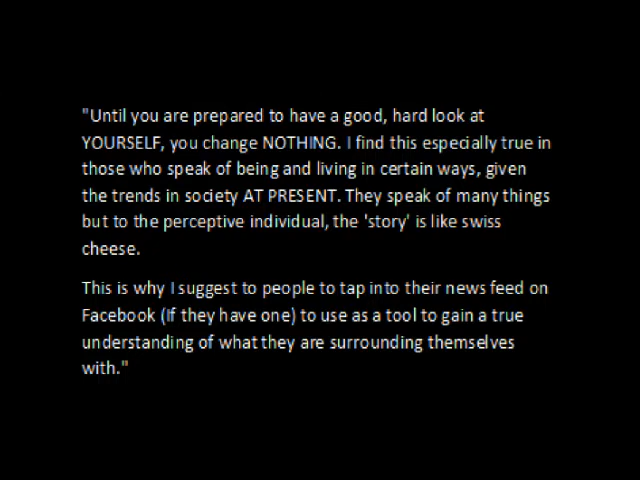 "Until you are prepared to have a good, hard look at
YOURSELF, you change NOTHING. I find this especially true in
those who speak of being and living in certain ways, given
the trends in society AT PRESENT. They speak of many things
but to the perceptive individual, the 'story' is like swiss
cheese.
This is why I suggest to people to tap into their news feed on
Facebook (If they have one) to use as a tool to gain a true
understanding of what they are surrounding themselves
with."